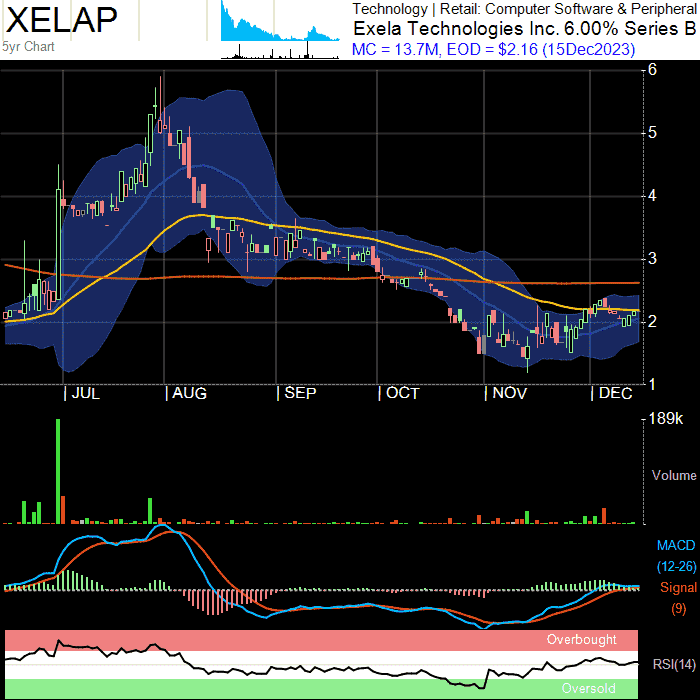 XELAP
5yr Chart
Technology | Retail: Computer Software & Peripheral
Exela Technologies Inc. 6.00% Series B
MC = 13.7M, EOD = $2.16 (15Dec2023)
6
5
4
3
2
1
JUL
AUG
SEP
OCT
NOV
DEC
189k
Volume
MACD
(12-26)
Signal
(9)
Overbought
RSI(14)
Oversold